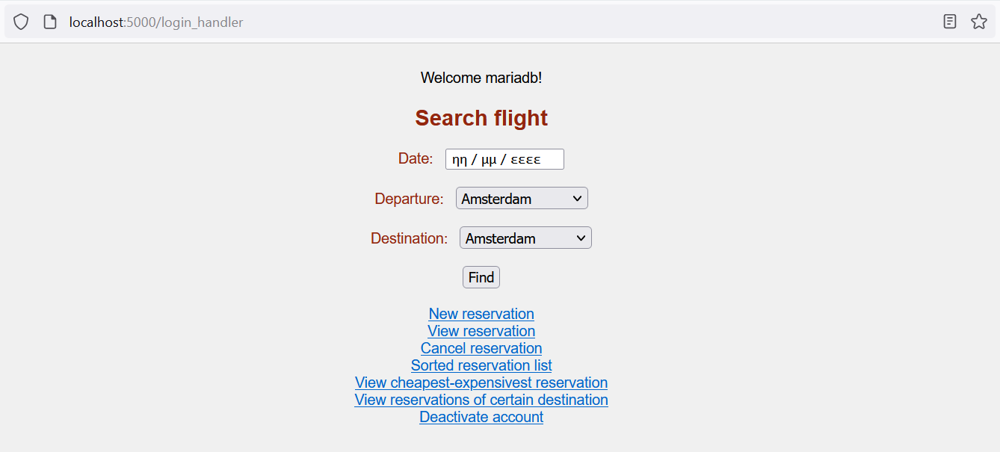 localhost:5000/login_handler
Welcome mariadb!
Search flight
Date: ηη / μμ / εεεε
Departure: Amsterdam
Destination: Amsterdam
Find
New reservation
View reservation
Cancel reservation
Sorted reservation list
View cheapest-expensivest reservation
View reservations of certain destination
Deactivate account